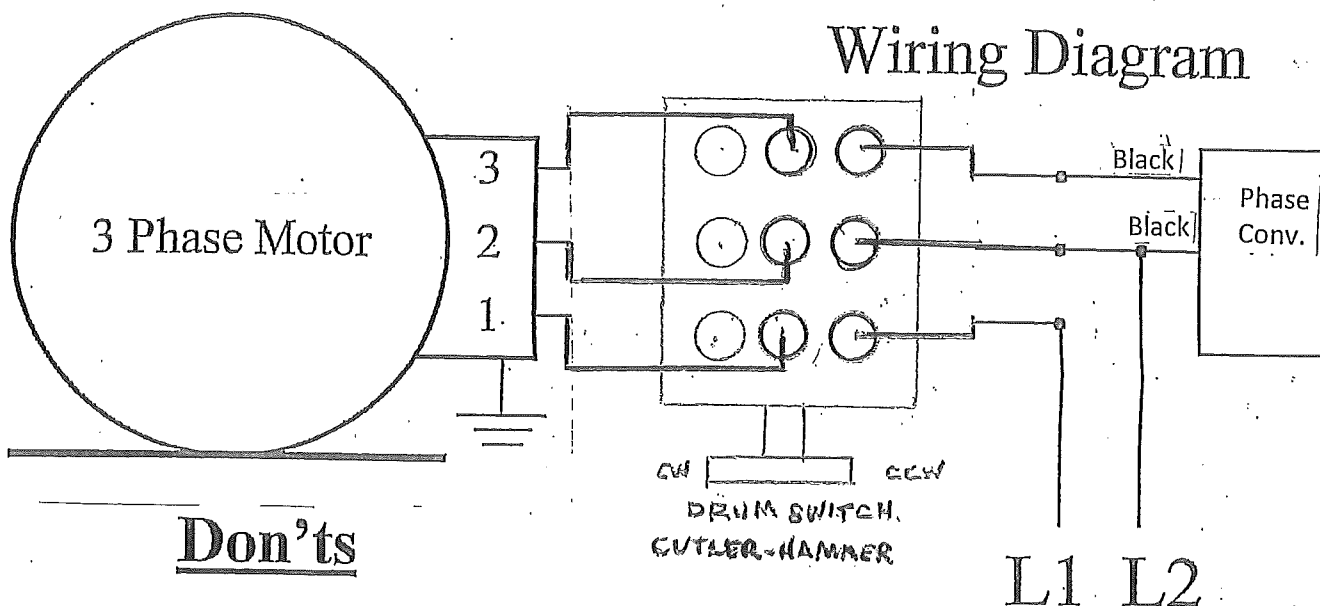 Wiring Diagram
3
2
1
3 Phase Motor
Black
Black
Phase
Conv.
CW
CCW
DRUM SWITCH.
CUTLER-HAMMER
Don'ts
L1
L2